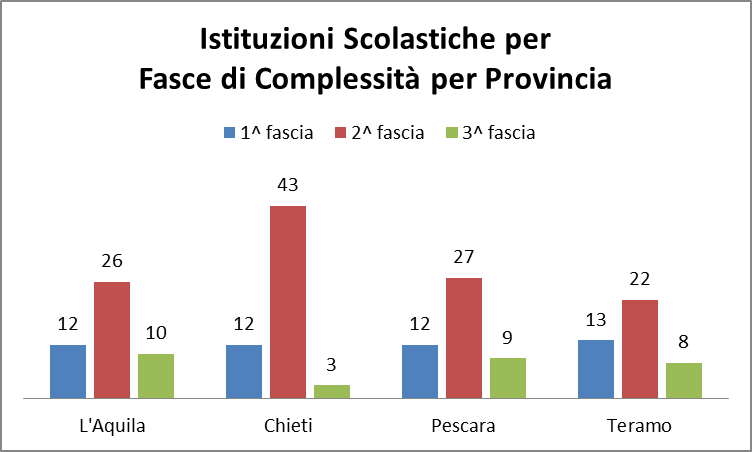 Istituzioni Scolastiche per
Fasce di Complessità per Provincia
1^ fascia 2^ fascia 3^ fascia
12 26 10 12 43 3 12 27 9 13 22 8
L'Aquila Chieti Pescara Teramo